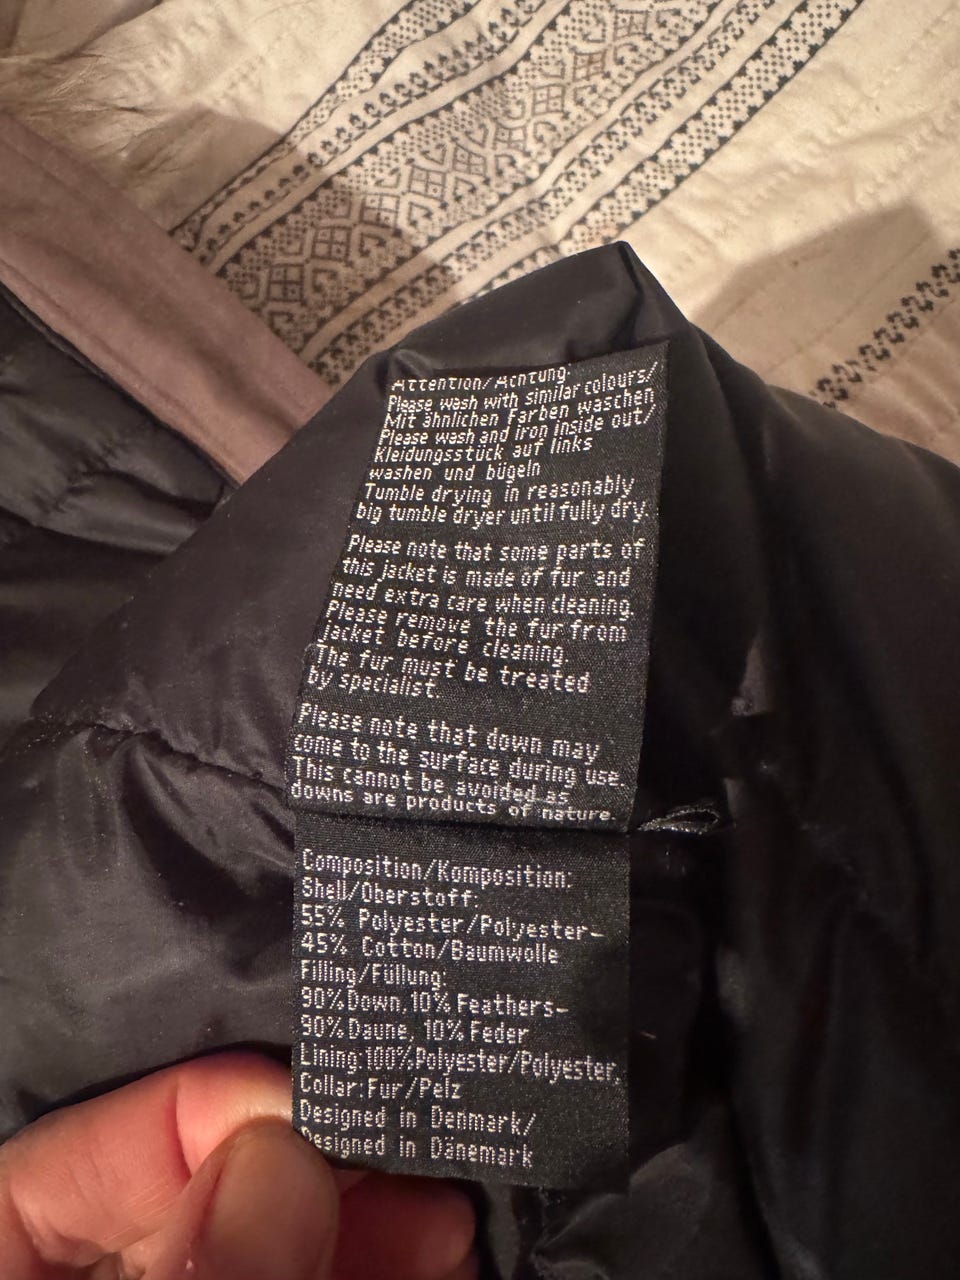 Attention/Achtung:
Please wash with similar colours/
Mit ähnlichen Farben waschen
Please wash and iron inside out/
Kleidungsstück auf links
washen und bügeln
Tumble drying in reasonably
big tumble dryer until fully dry.
Please note that some parts of
this jacket is made of fur and
need extra care when cleaning.
Please remove the fur from
jacket before cleaning.
The fur must be treated
by specialist.
Please note that down may
come to the surface during use.
This cannot be avoided as
downs are products of nature.
Composition/Komposition:
Shell/Oberstoff:
55% Polyester/Polyester-
45% Cotton/Baumwolle
Filling/Füllung:
90%Down, 10% Feathers-
90%Daune, 10% Feder
Lining:100%Polyester/Polyester.
Collar:Fur/Pelz
Designed in Denmark/
Designed in Dänemark